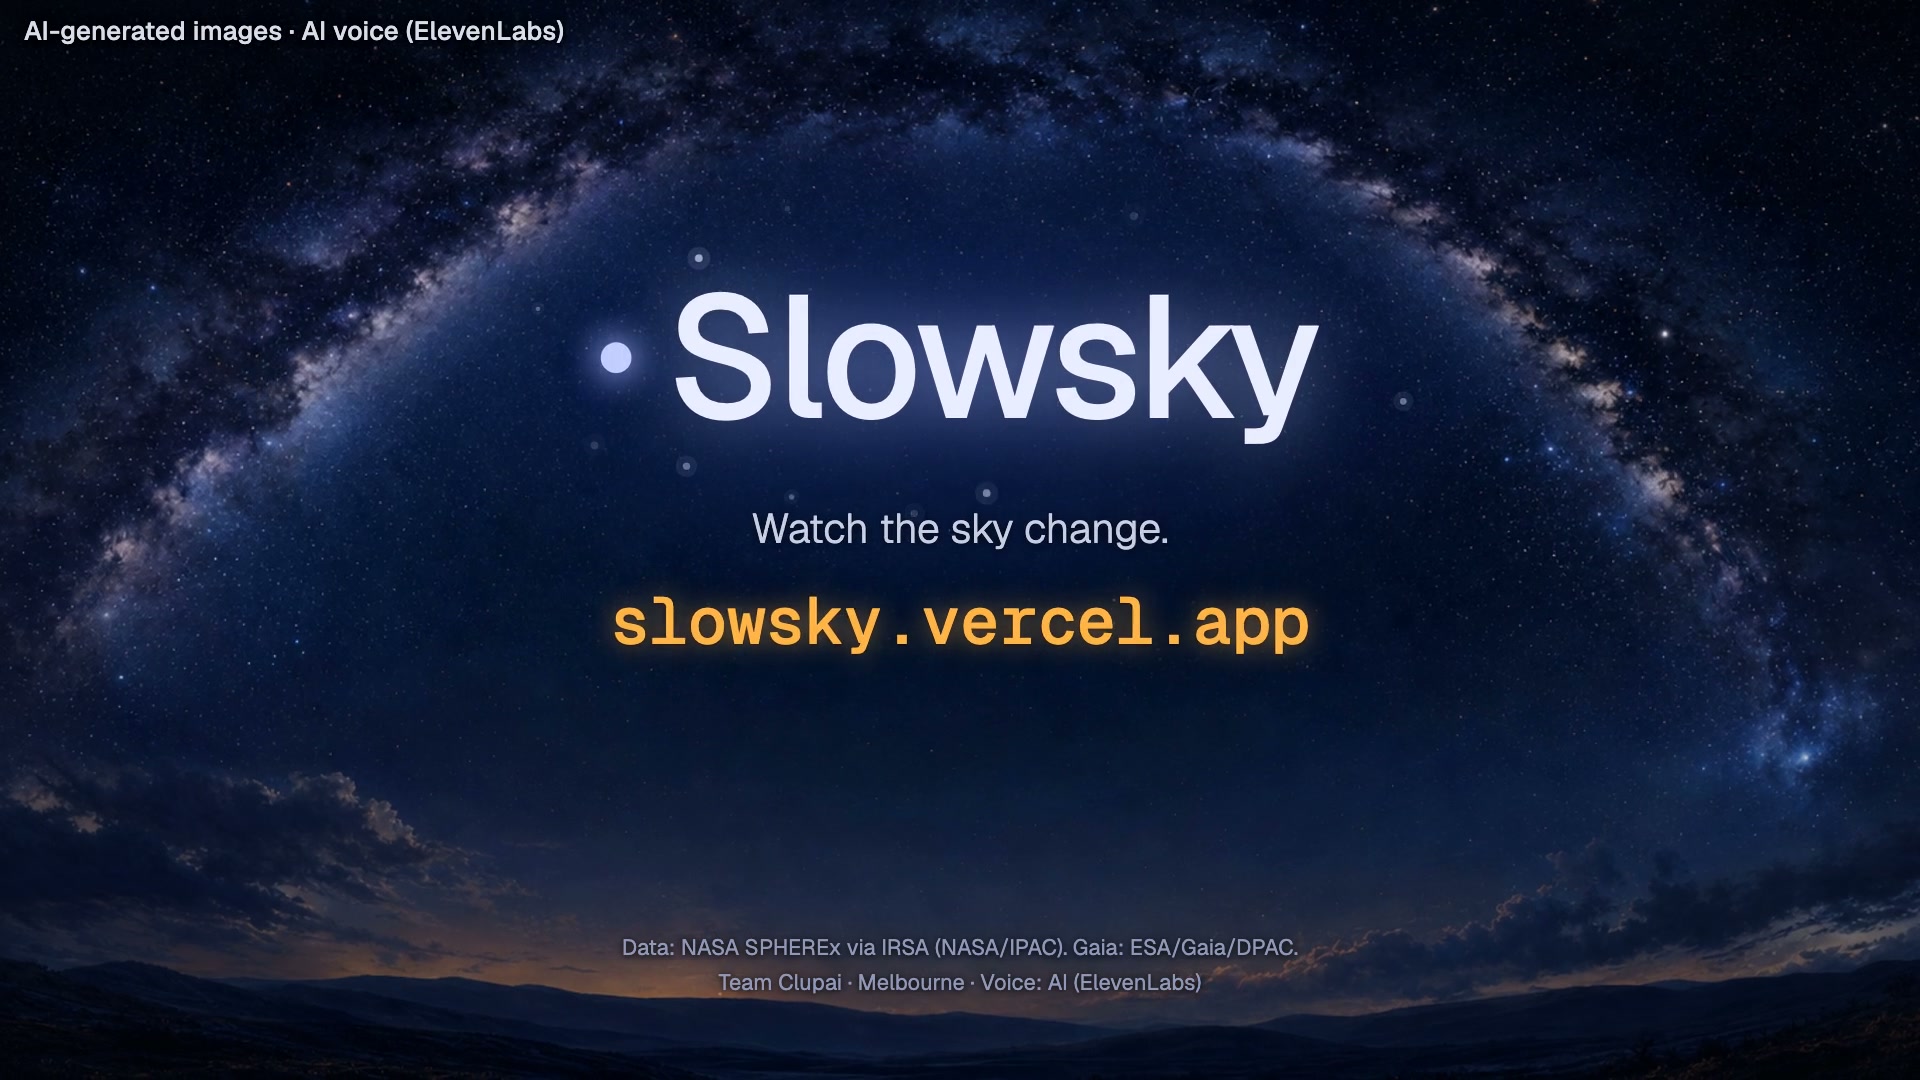 AI-generated images · AI voice (ElevenLabs)
Slowsky
Watch the sky change.
slowsky.vercel.app
Data: NASA SPHEREx via IRSA (NASA/IPAC). Gaia: ESA/Gaia/DPAC.
Team Clupai · Melbourne · Voice: AI (ElevenLabs)